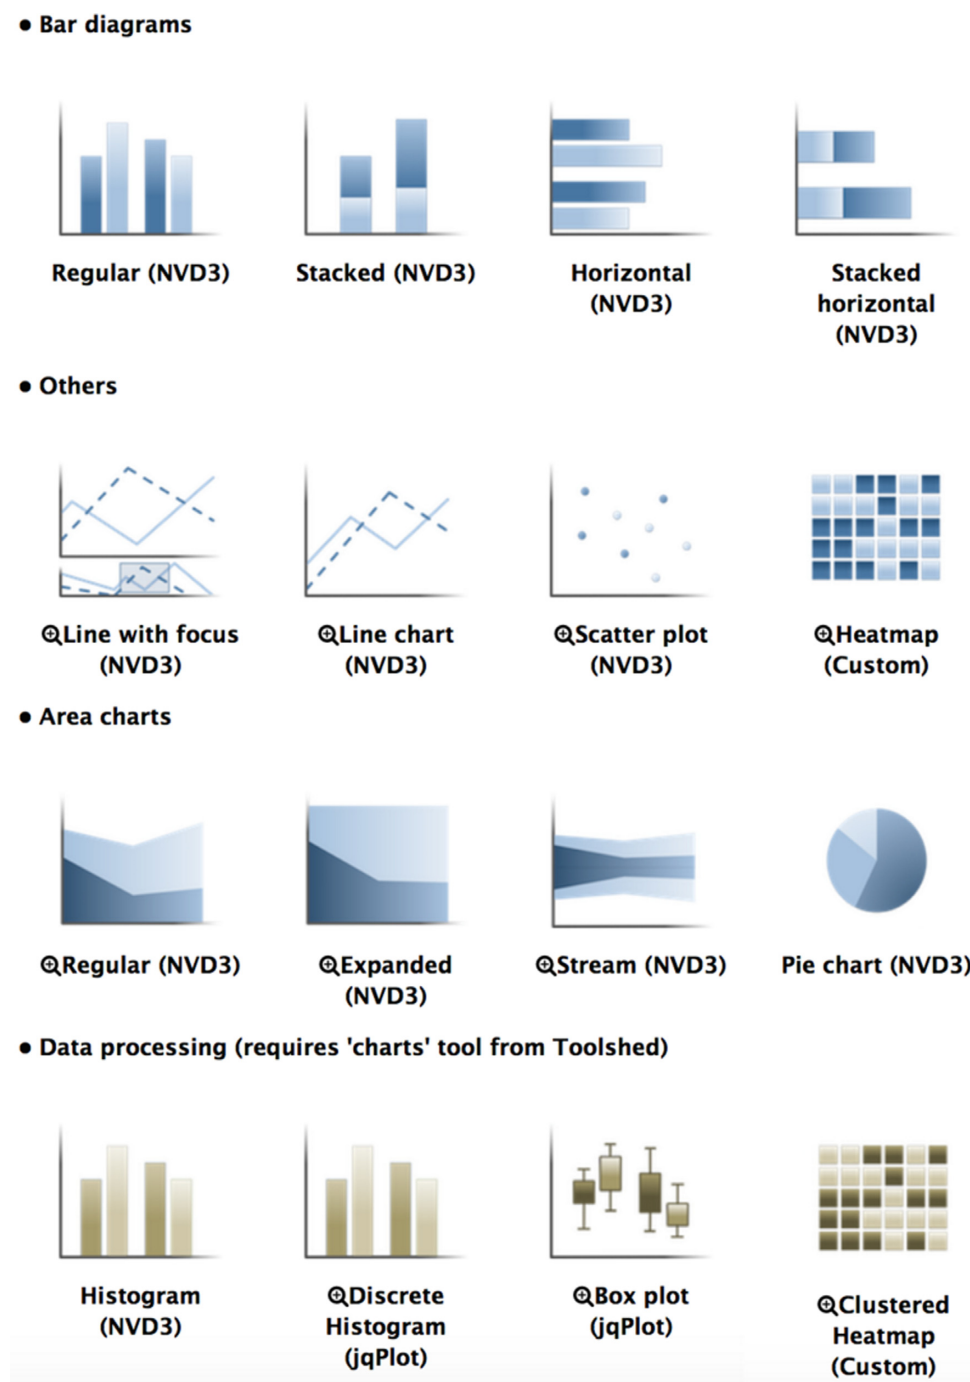 • Bar diagrams
Regular (NVD3)
Stacked (NVD3)
Horizontal
(NVD3)
Stacked
horizontal
(NVD3)
• Others
Line with focus
(NVD3)
Line chart
(NVD3)
Scatter plot
(NVD3)
Heatmap
(Custom)
• Area charts
Regular (NVD3)
Expanded
(NVD3)
Stream (NVD3)
Pie chart (NVD3)
• Data processing (requires 'charts' tool from Toolshed)
Histogram
(NVD3)
Discrete
Histogram
(jqPlot)
Box plot
(jqPlot)
Clustered
Heatmap
(Custom)